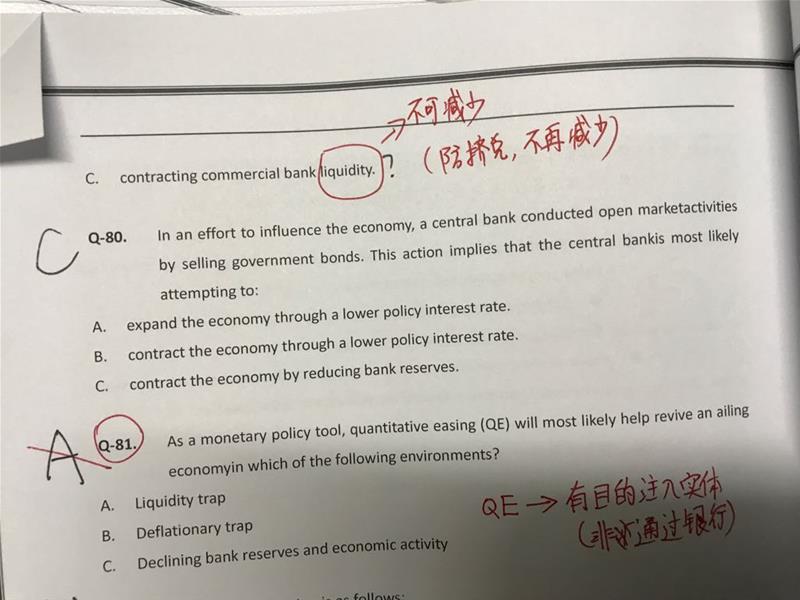 不可减少
(防挤兑,不再减少)
C. contracting commercial bank liquidity. ?
C
Q-80. In an effort to influence the economy, a central bank conducted open marketactivities
by selling government bonds. This action implies that the central bankis most likely
attempting to:
A. expand the economy through a lower policy interest rate.
B. contract the economy through a lower policy interest rate.
C. contract the economy by reducing bank reserves.
A
Q-81. As a monetary policy tool, quantitative easing (QE) will most likely help revive an ailing
economyin which of the following environments?
A. Liquidity trap
B. Deflationary trap
C. Declining bank reserves and economic activity
QE → 有目的注入实体
(非 通过银行)
is as follows: